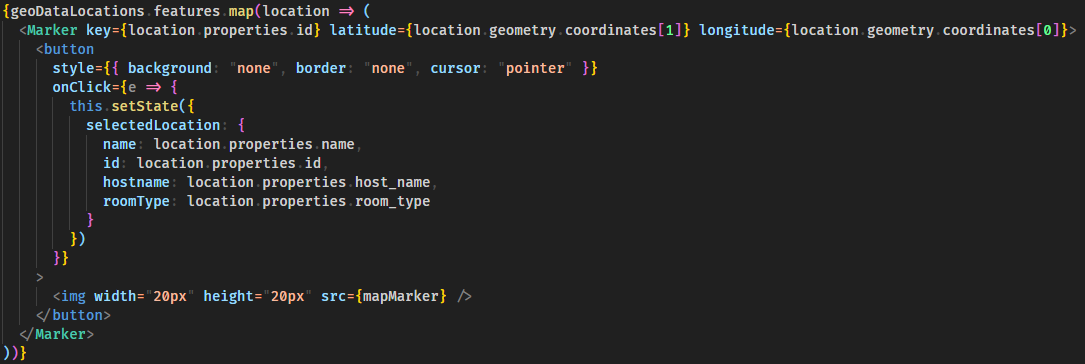 {geoDataLocations.features.map(location => (
<Marker key={location.properties.id} latitude={location.geometry.coordinates[1]} longitude={location.geometry.coordinates[0]}>
<button
style={{ background: "none", border: "none", cursor: "pointer" }}
onClick={e => {
this.setState({
selectedLocation: {
name: location.properties.name,
id: location.properties.id,
hostname: location.properties.host_name,
roomType: location.properties.room_type
}
})
}}
>
<img width="20px" height="20px" src={mapMarker} />
</button>
</Marker>
))}